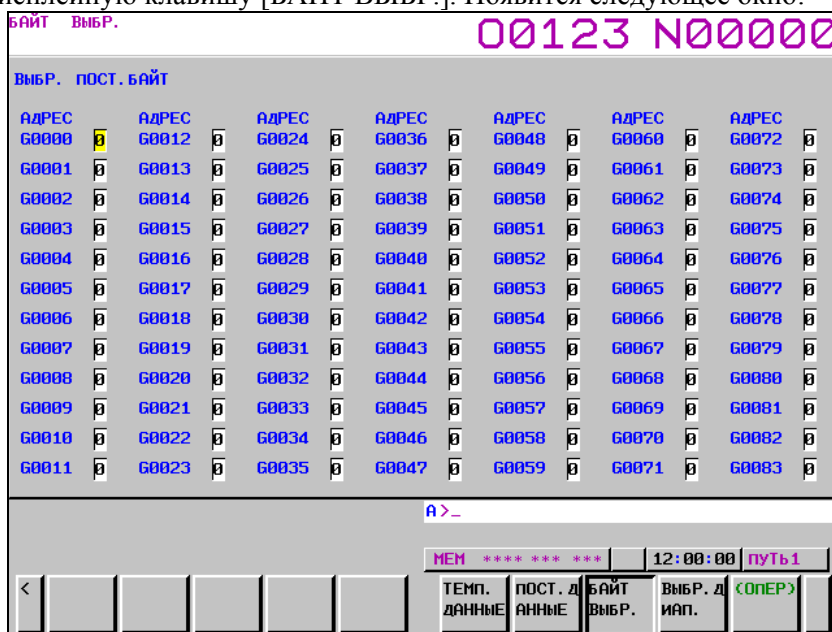 исплейную клавишу [БАЙТ ВЫБР.]. Появится следующее окно.
БАЙТ ВЫБР.
O0123 N00000
ВЫБР. ПОСТ.БАЙТ
АДРЕС АДРЕС АДРЕС АДРЕС АДРЕС АДРЕС АДРЕС
G0000 0 G0012 0 G0024 0 G0036 0 G0048 0 G0060 0 G0072 0
G0001 0 G0013 0 G0025 0 G0037 0 G0049 0 G0061 0 G0073 0
G0002 0 G0014 0 G0026 0 G0038 0 G0050 0 G0062 0 G0074 0
G0003 0 G0015 0 G0027 0 G0039 0 G0051 0 G0063 0 G0075 0
G0004 0 G0016 0 G0028 0 G0040 0 G0052 0 G0064 0 G0076 0
G0005 0 G0017 0 G0029 0 G0041 0 G0053 0 G0065 0 G0077 0
G0006 0 G0018 0 G0030 0 G0042 0 G0054 0 G0066 0 G0078 0
G0007 0 G0019 0 G0031 0 G0043 0 G0055 0 G0067 0 G0079 0
G0008 0 G0020 0 G0032 0 G0044 0 G0056 0 G0068 0 G0080 0
G0009 0 G0021 0 G0033 0 G0045 0 G0057 0 G0069 0 G0081 0
G0010 0 G0022 0 G0034 0 G0046 0 G0058 0 G0070 0 G0082 0
G0011 0 G0023 0 G0035 0 G0047 0 G0059 0 G0071 0 G0083 0
A>_
MEM **** *** *** 12:00:00 ПУТЬ1
< ТЕМП. ПОСТ.Д БАЙТ ВЫБР.Д (ОПЕР)
ДАННЫЕ АННЫЕ ВЫБР. ИАП.